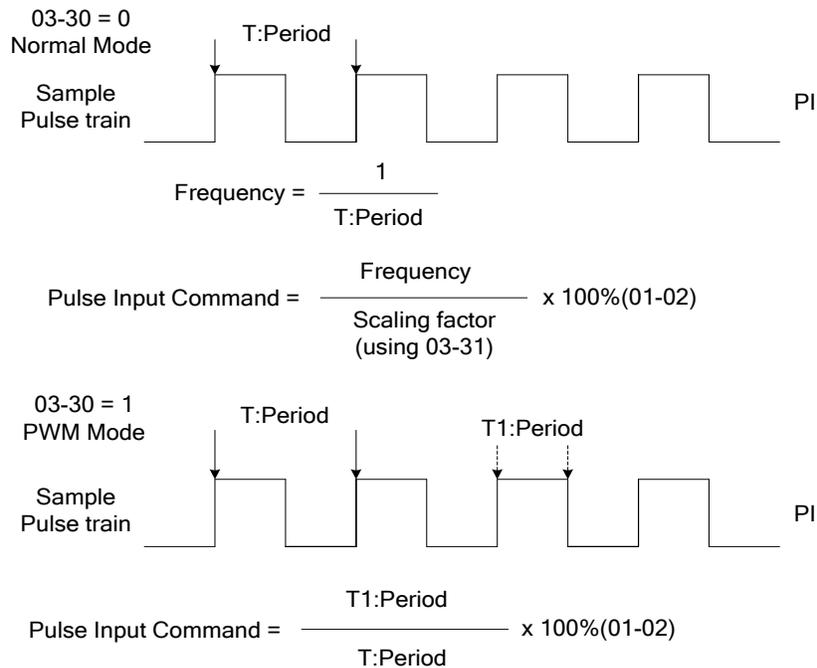 03-30 = 0
Normal Mode
T:Period
Sample
Pulse train
PI
Frequency =
1
T:Period
Pulse Input Command =
Frequency
Scaling factor
(using 03-31)
x 100%(01-02)
03-30 = 1
PWM Mode
T:Period
T1:Period
Sample
Pulse train
PI
Pulse Input Command =
T1:Period
T:Period
x 100%(01-02)